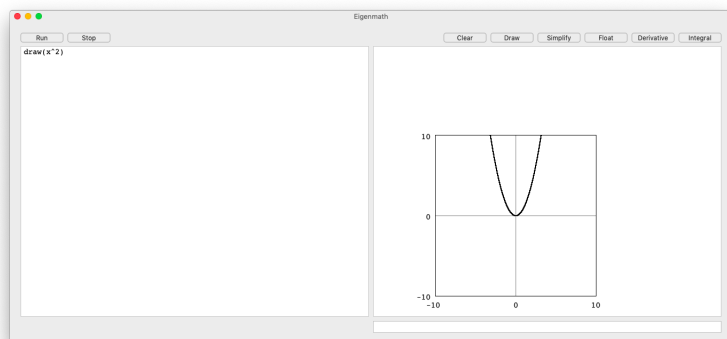 Eigenmath
Run Stop Clear Draw Simplify Float Derivative Integral
draw(x^2)
10
0
-10
-10 0 10